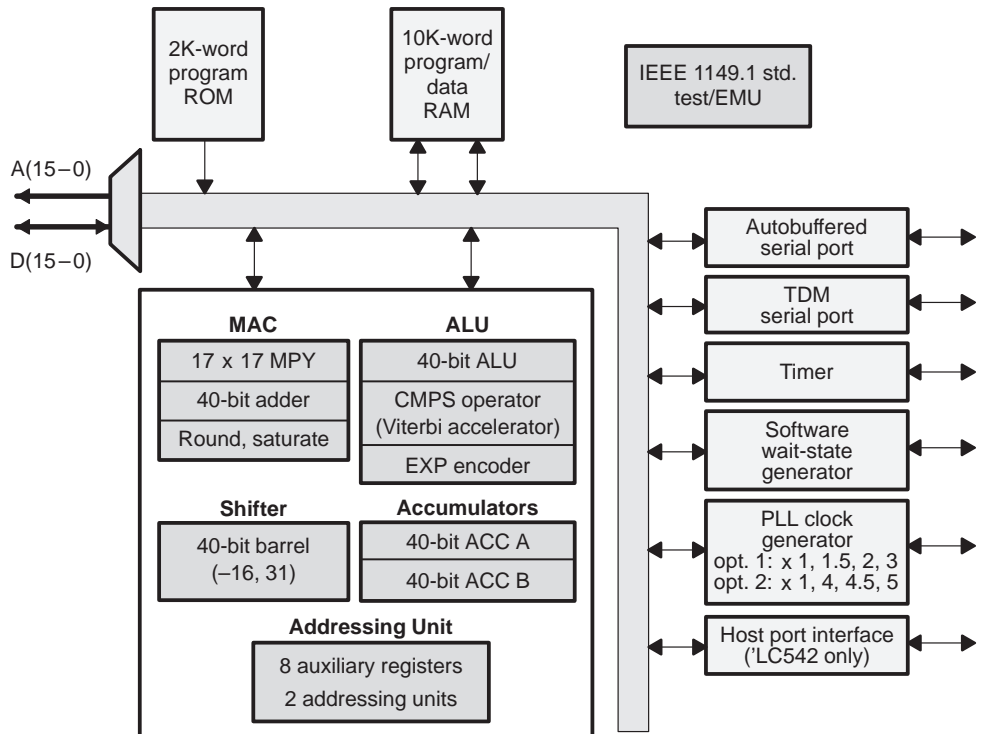 2K-word
program
ROM
10K-word
program/
data
RAM
IEEE 1149.1 std.
test/EMU
A(15–0)
D(15–0)
MAC
17 x 17 MPY
40-bit adder
Round, saturate
ALU
40-bit ALU
CMPS operator
(Viterbi accelerator)
EXP encoder
Shifter
40-bit barrel
(–16, 31)
Accumulators
40-bit ACC A
40-bit ACC B
Addressing Unit
8 auxiliary registers
2 addressing units
Autobuffered
serial port
TDM
serial port
Timer
Software
wait-state
generator
PLL clock
generator
opt. 1: x 1, 1.5, 2, 3
opt. 2: x 1, 4, 4.5, 5
Host port interface
('LC542 only)